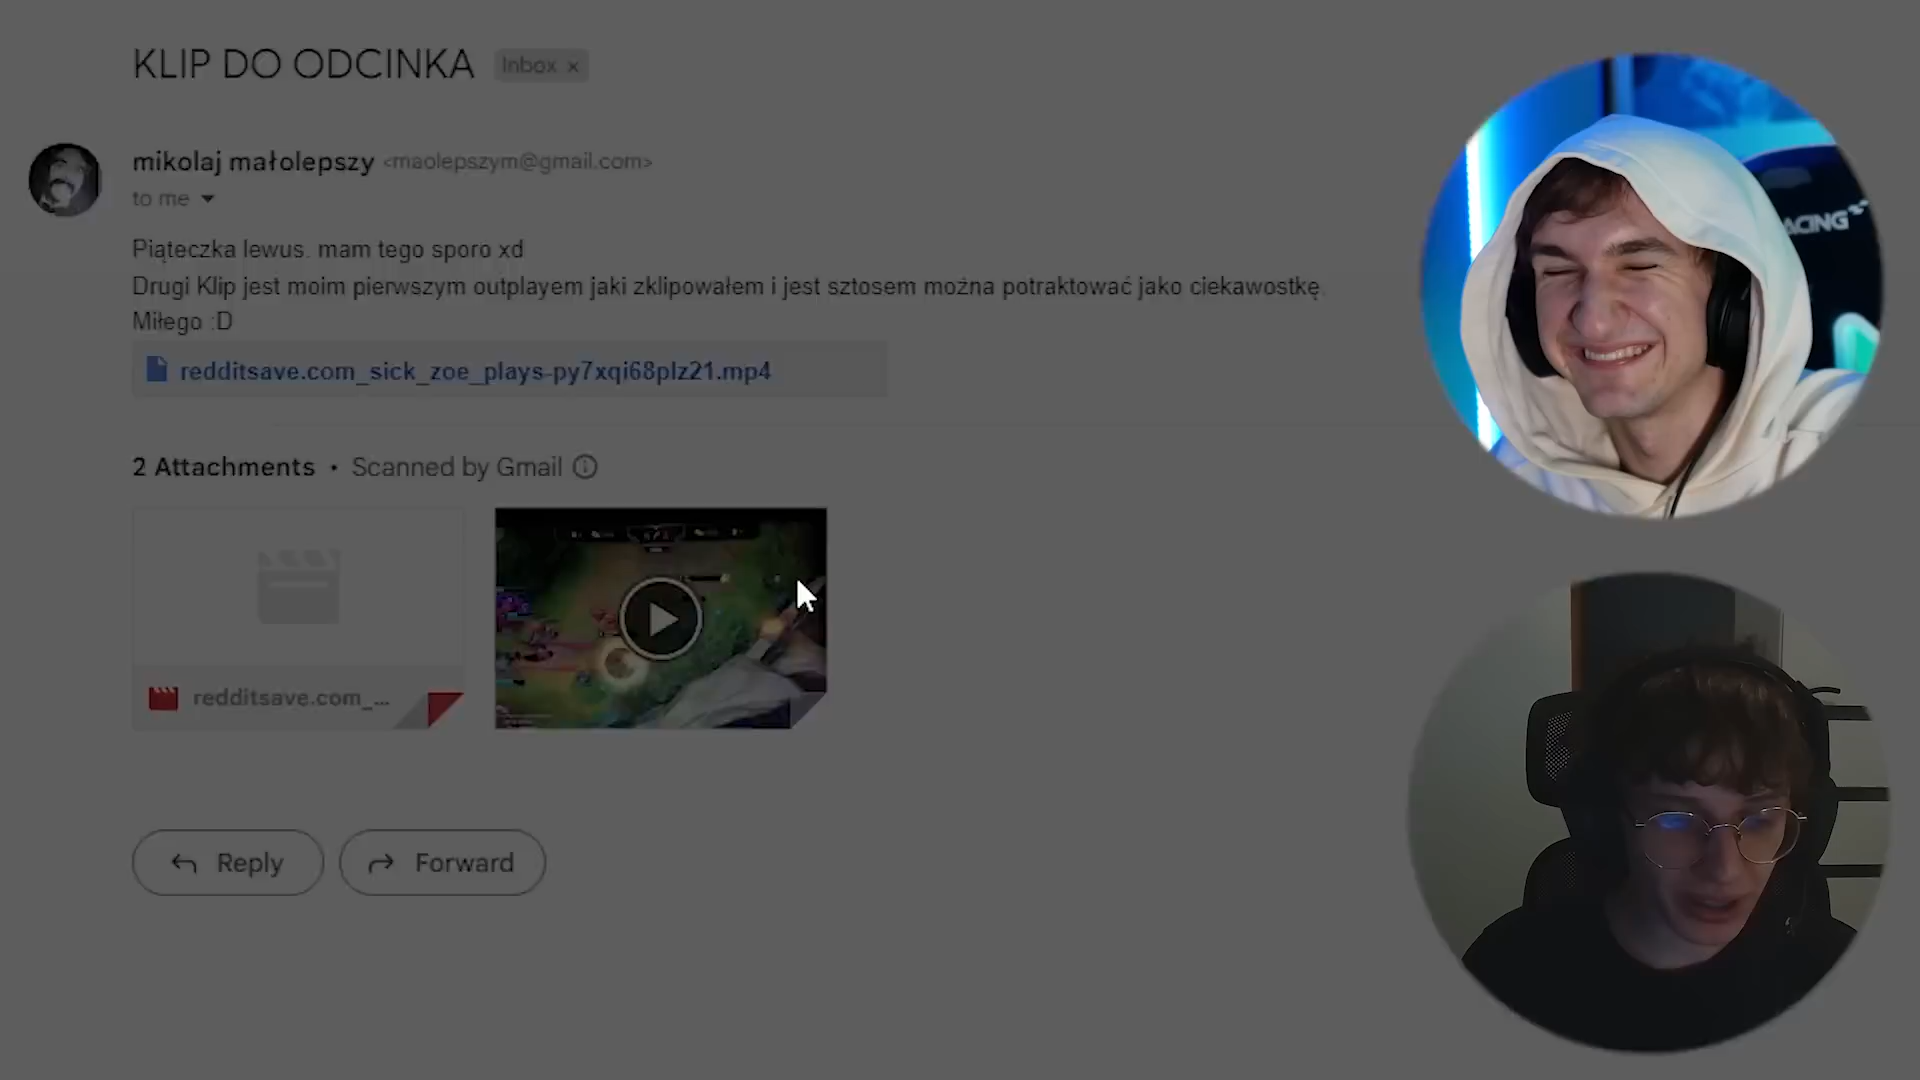 KLIP DO ODCINKA Inbox ×
mikolaj małolepszy <maolepszym@gmail.com>
to me
Piąteczka lewus. mam tego sporo xd
Drugi Klip jest moim pierwszym outplayem jaki zklipowałem i jest sztosem można potraktować jako ciekawostkę.
Miłego :D
redditsave.com_sick_zoe_plays-py7xqi68plz21.mp4
2 Attachments • Scanned by Gmail
redditsave.com_...
Reply
Forward
ACING